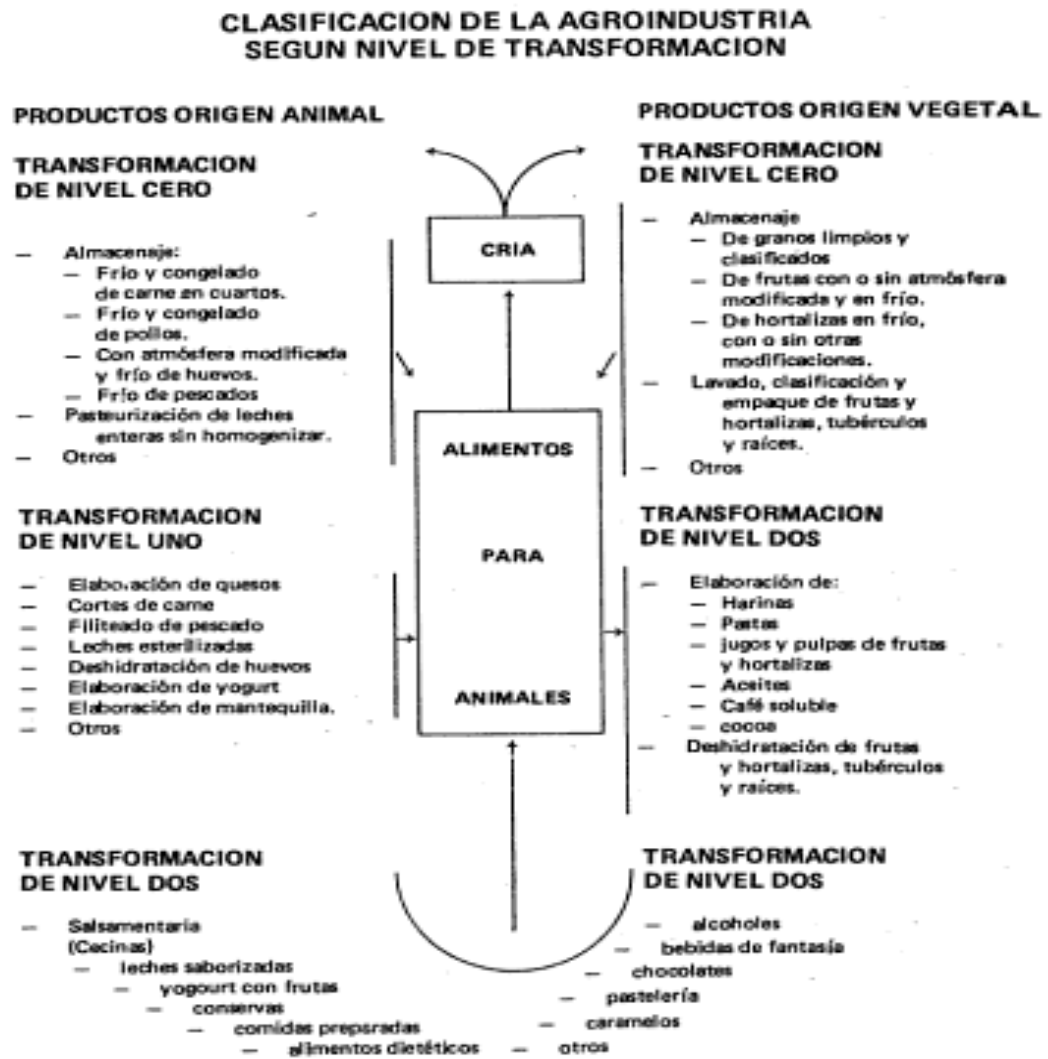 CLASIFICACION DE LA AGROINDUSTRIA
SEGUN NIVEL DE TRANSFORMACION
PRODUCTOS ORIGEN ANIMAL
TRANSFORMACION
DE NIVEL CERO
— Almacenaje:
— Frío y congelado
de carne en cuartos.
— Frío y congelado
de pollos.
— Con atmósfera modificada
y frío de huevos.
— Frío de pescados
— Pasteurización de leches
enteras sin homogenizar.
— Otros
TRANSFORMACION
DE NIVEL UNO
— Elaboración de quesos
— Cortes de carne
— Filiteado de pescado
— Leches esterilizadas
— Deshidratación de huevos
— Elaboración de yogurt
— Elaboración de mantequilla.
— Otros
TRANSFORMACION
DE NIVEL DOS
— Salsamentaría
(Cecinas)
— leches saborizadas
— yogourt con frutas
— conservas
— comidas preparadas
— alimentos dietéticos
CRIA
ALIMENTOS
PARA
ANIMALES
PRODUCTOS ORIGEN VEGETAL
TRANSFORMACION
DE NIVEL CERO
— Almacenaje
— De granos limpios y
clasificados
— De frutas con o sin atmósfera
modificada y en frío.
— De hortalizas en frío,
con o sin otras
modificaciones.
— Lavado, clasificación y
empaque de frutas y
hortalizas, tubérculos
y raíces.
— Otros
TRANSFORMACION
DE NIVEL DOS
— Elaboración de:
— Harinas
— Pastas
— jugos y pulpas de frutas
y hortalizas
— Aceites
— Café soluble
— cocoa
— Deshidratación de frutas
y hortalizas, tubérculos
y raíces.
TRANSFORMACION
DE NIVEL DOS
— alcoholes
— bebidas de fantasía
— chocolates
— pastelería
— caramelos
— otros